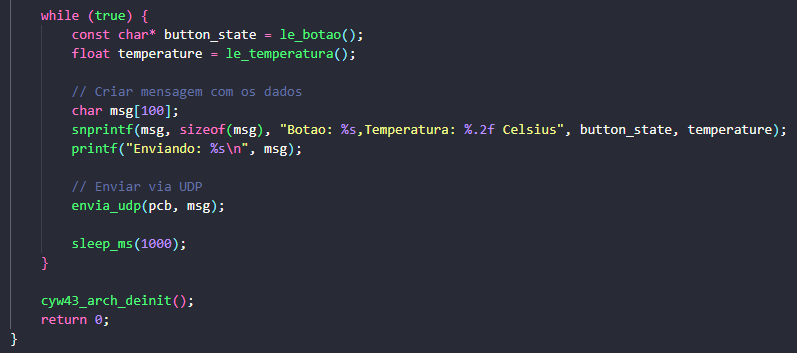 while (true) {
const char* button_state = le_botao();
float temperature = le_temperatura();
// Criar mensagem com os dados
char msg[100];
snprintf(msg, sizeof(msg), "Botao: %s,Temperatura: %.2f Celsius", button_state, temperature);
printf("Enviando: %s\n", msg);
// Enviar via UDP
envia_udp(pcb, msg);
sleep_ms(1000);
}
cyw43_arch_deinit();
return 0;
}